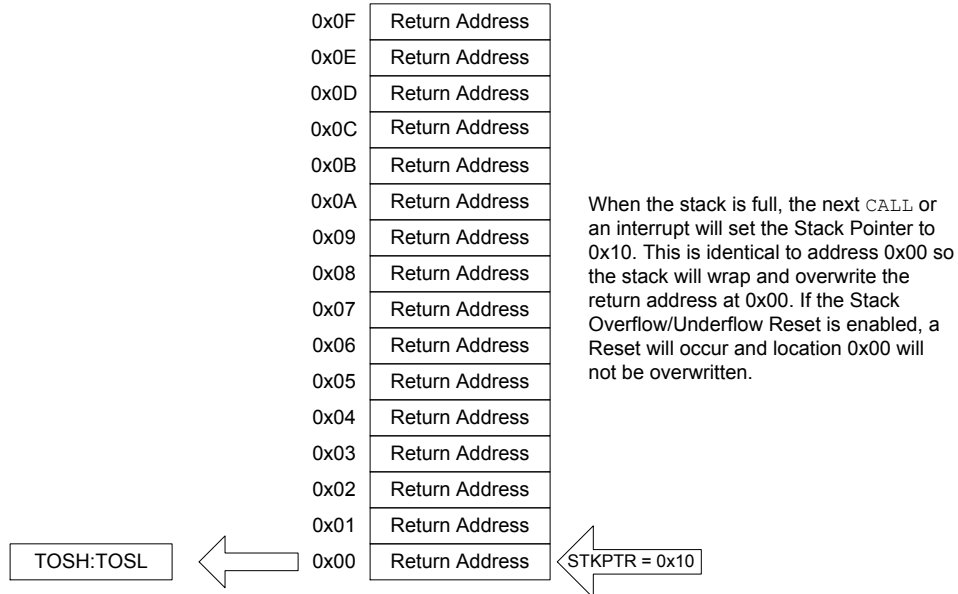 0x0F Return Address
0x0E Return Address
0x0D Return Address
0x0C Return Address
0x0B Return Address
0x0A Return Address
0x09 Return Address
0x08 Return Address
0x07 Return Address
0x06 Return Address
0x05 Return Address
0x04 Return Address
0x03 Return Address
0x02 Return Address
0x01 Return Address
TOSH:TOSL 0x00 Return Address STKPTR = 0x10
When the stack is full, the next CALL or
an interrupt will set the Stack Pointer to
0x10. This is identical to address 0x00 so
the stack will wrap and overwrite the
return address at 0x00. If the Stack
Overflow/Underflow Reset is enabled, a
Reset will occur and location 0x00 will
not be overwritten.